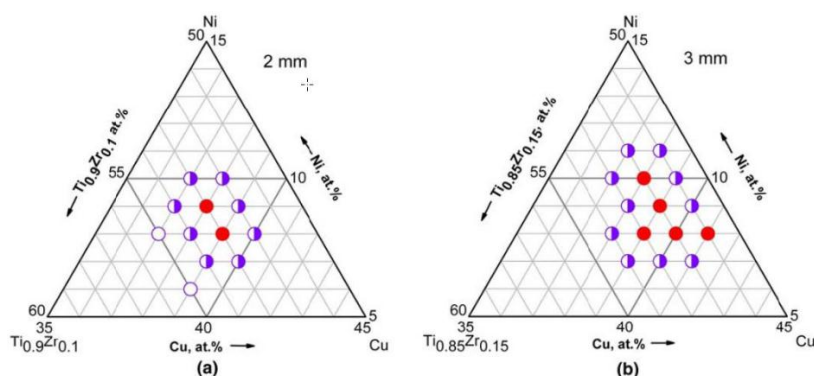 Ni
50 15
2 mm
Ti0.9Zr0.1 at.%
Ni, at.%
55
10
60
5
35
40
45
Ti0.9Zr0.1
Cu, at.%
Cu
(a)
Ni
50 15
3 mm
Ti0.85Zr0.15, at.%
Ni, at.%
55
10
60
5
35
40
45
Ti0.85Zr0.15
Cu, at.%
Cu
(b)